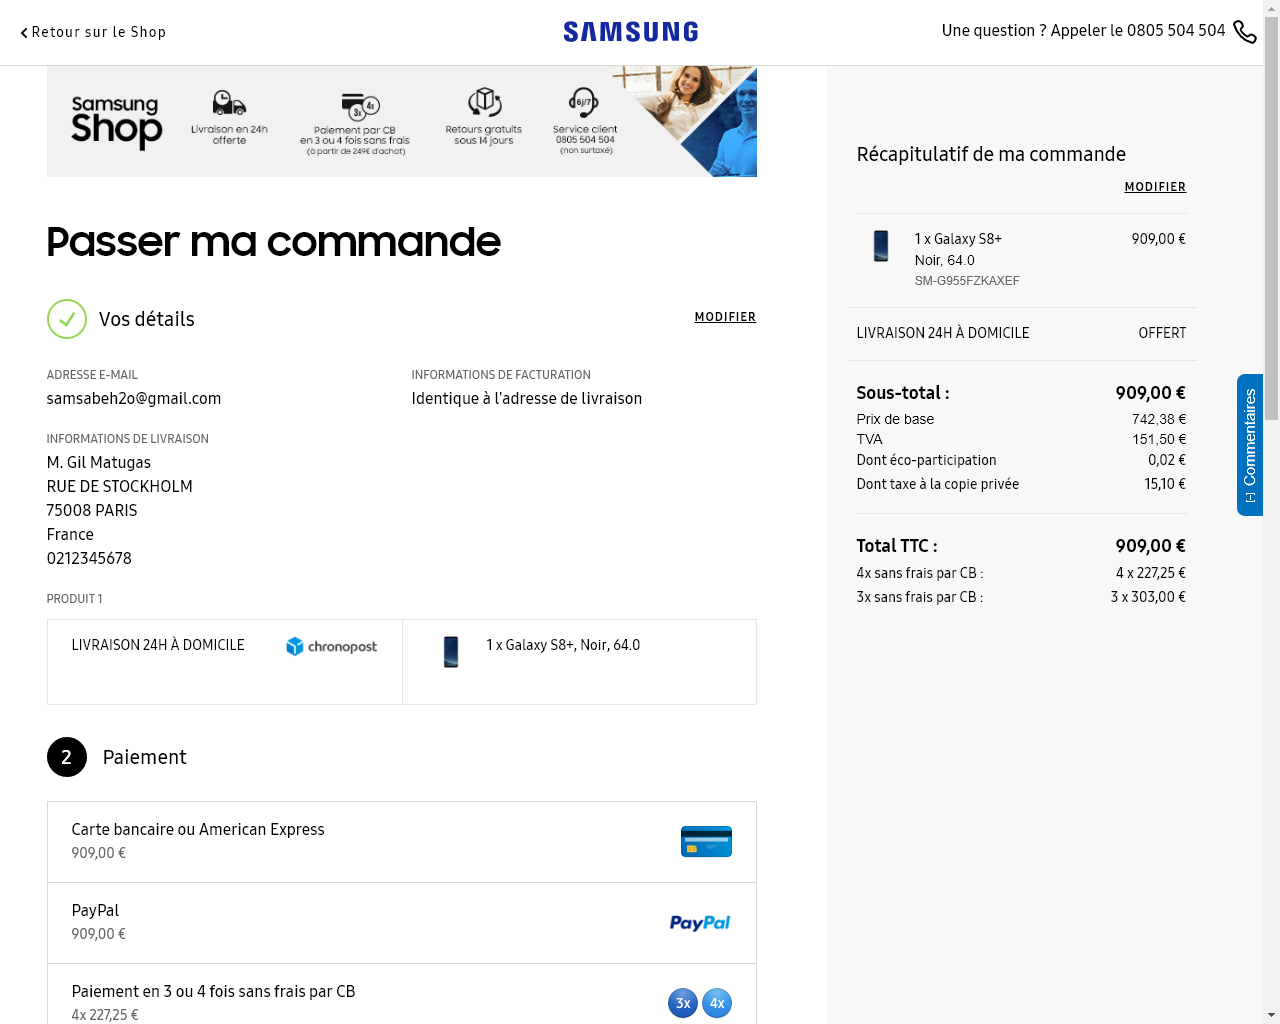 Retour sur le Shop
SAMSUNG
Une question ? Appeler le 0805 504 504
Samsung
Shop
Livraison en 24h
offerte
Paiement par CB
en 3 ou 4 fois sans frais
(à partir de 249€ d'achat)
3x
4x
Retours gratuits
sous 14 jours
6j/7
Service client
0805 504 504
(non surtaxé)
Passer ma commande
Vos détails
MODIFIER
ADRESSE E-MAIL
samsabeh2o@gmail.com
INFORMATIONS DE FACTURATION
Identique à l'adresse de livraison
INFORMATIONS DE LIVRAISON
M. Gil Matugas
RUE DE STOCKHOLM
75008 PARIS
France
0212345678
PRODUIT 1
LIVRAISON 24H À DOMICILE
chronopost
1 x Galaxy S8+, Noir, 64.0
2 Paiement
Carte bancaire ou American Express
909,00 €
PayPal
909,00 €
PayPal
Paiement en 3 ou 4 fois sans frais par CB
4x 227,25 €
3x 4x
Récapitulatif de ma commande
MODIFIER
1 x Galaxy S8+ 909,00 €
Noir, 64.0
SM-G955FZKAXEF
LIVRAISON 24H À DOMICILE OFFERT
Sous-total : 909,00 €
Prix de base 742,38 €
TVA 151,50 €
Dont éco-participation 0,02 €
Dont taxe à la copie privée 15,10 €
Total TTC : 909,00 €
4x sans frais par CB : 4 x 227,25 €
3x sans frais par CB : 3 x 303,00 €
[-] Commentaires